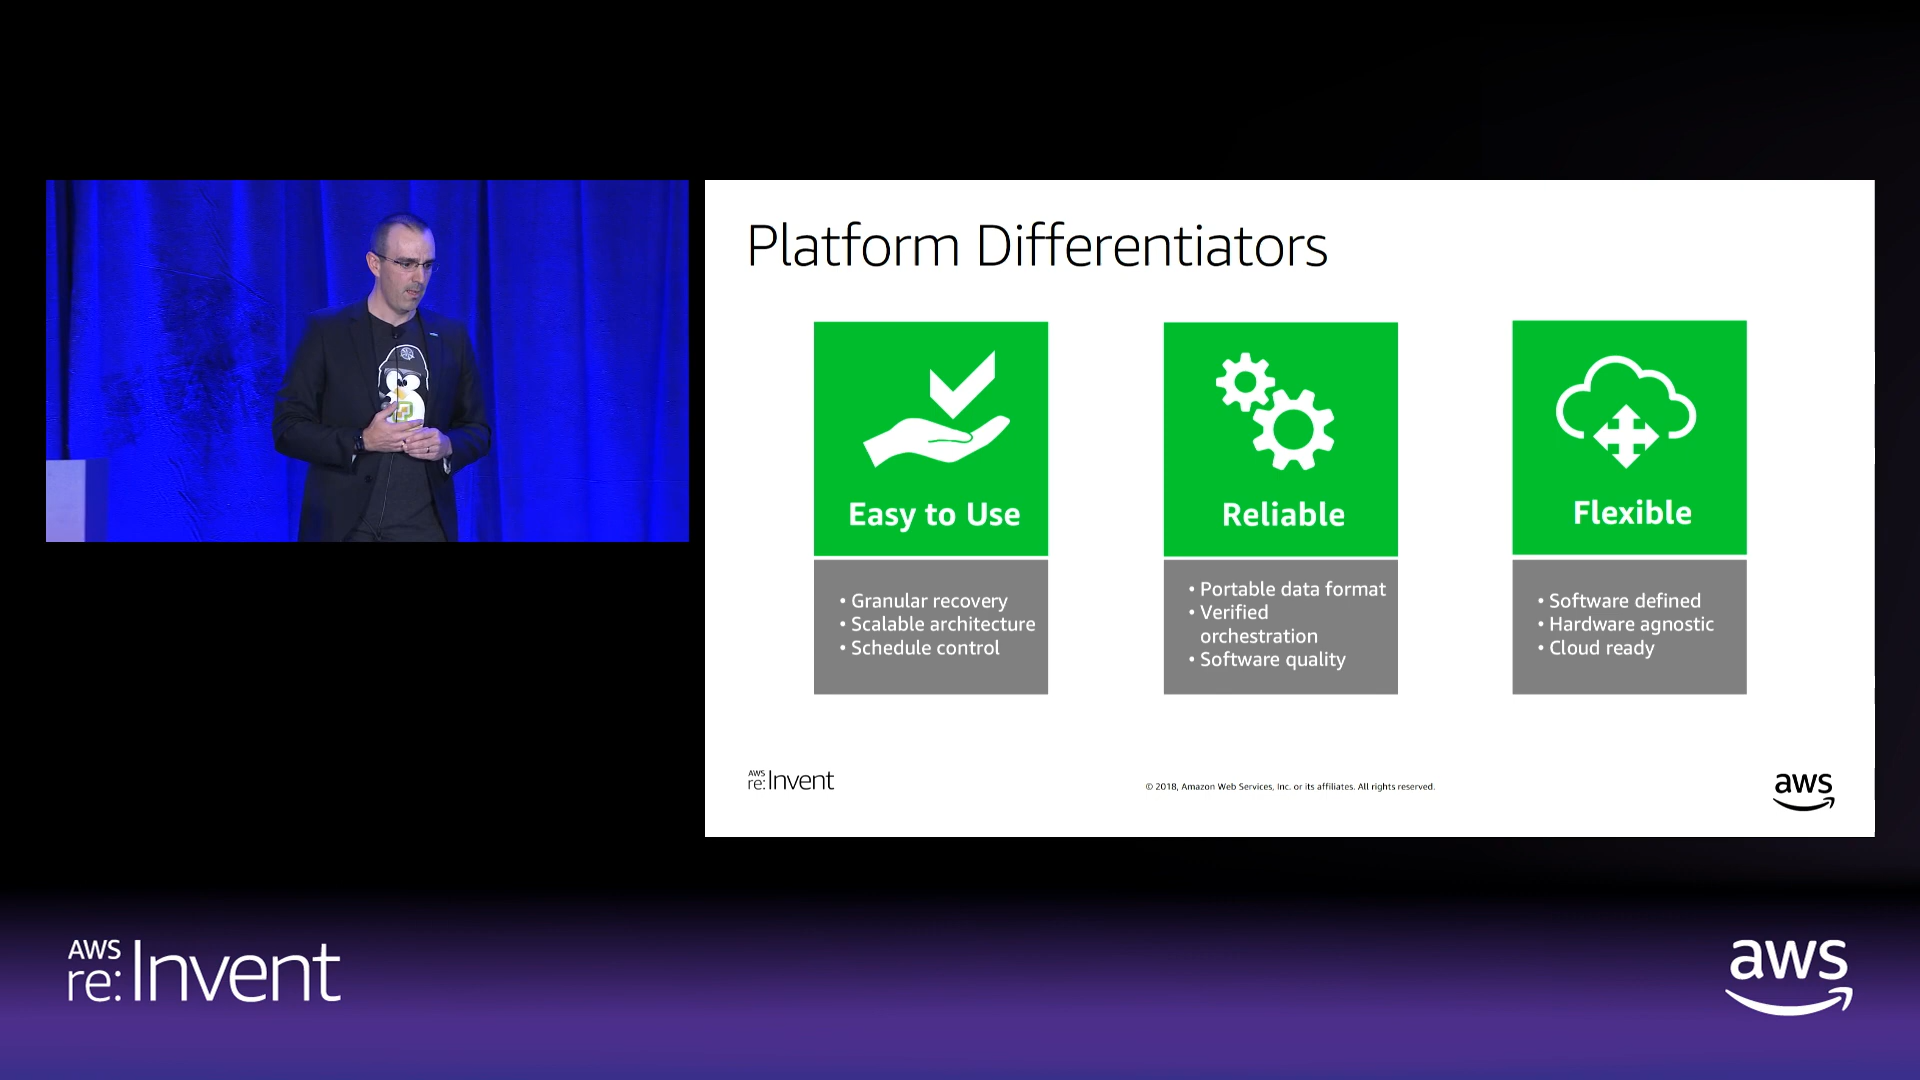 Platform Differentiators
Easy to Use
• Granular recovery
• Scalable architecture
• Schedule control
Reliable
• Portable data format
• Verified
orchestration
• Software quality
Flexible
• Software defined
• Hardware agnostic
• Cloud ready
AWS
re:Invent
© 2018, Amazon Web Services, Inc. or its affiliates. All rights reserved.
aws
AWS
re:Invent
aws